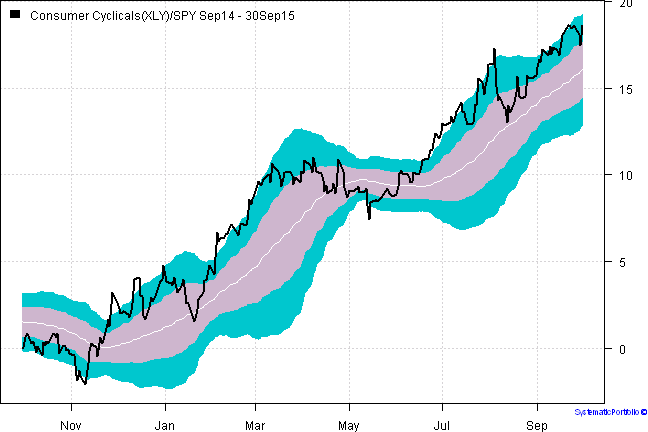 Consumer Cyclicals(XLY)/SPY Sep14 - 30Sep15
20
15
10
5
0
Nov Jan Mar May Jul Sep
SystematicPortfolio ©